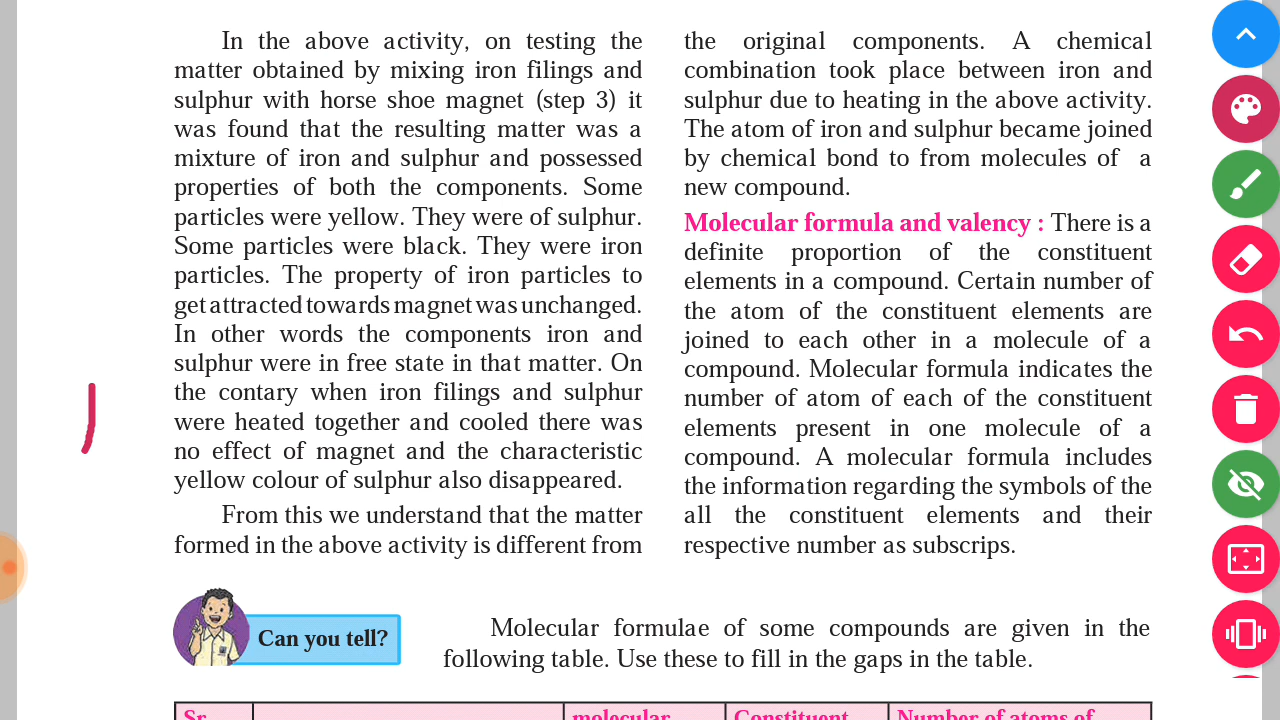 In the above activity, on testing the
matter obtained by mixing iron filings and
sulphur with horse shoe magnet (step 3) it
was found that the resulting matter was a
mixture of iron and sulphur and possessed
properties of both the components. Some
particles were yellow. They were of sulphur.
Some particles were black. They were iron
particles. The property of iron particles to
get attracted towards magnet was unchanged.
In other words the components iron and
sulphur were in free state in that matter. On
the contary when iron filings and sulphur
were heated together and cooled there was
no effect of magnet and the characteristic
yellow colour of sulphur also disappeared.
From this we understand that the matter
formed in the above activity is different from
the original components. A chemical
combination took place between iron and
sulphur due to heating in the above activity.
The atom of iron and sulphur became joined
by chemical bond to from molecules of a
new compound.
Molecular formula and valency : There is a
definite proportion of the constituent
elements in a compound. Certain number of
the atom of the constituent elements are
joined to each other in a molecule of a
compound. Molecular formula indicates the
number of atom of each of the constituent
elements present in one molecule of a
compound. A molecular formula includes
the information regarding the symbols of the
all the constituent elements and their
respective number as subscrips.
Can you tell?
Molecular formulae of some compounds are given in the
following table. Use these to fill in the gaps in the table.
Sr. molecular Constituent Number of atoms of